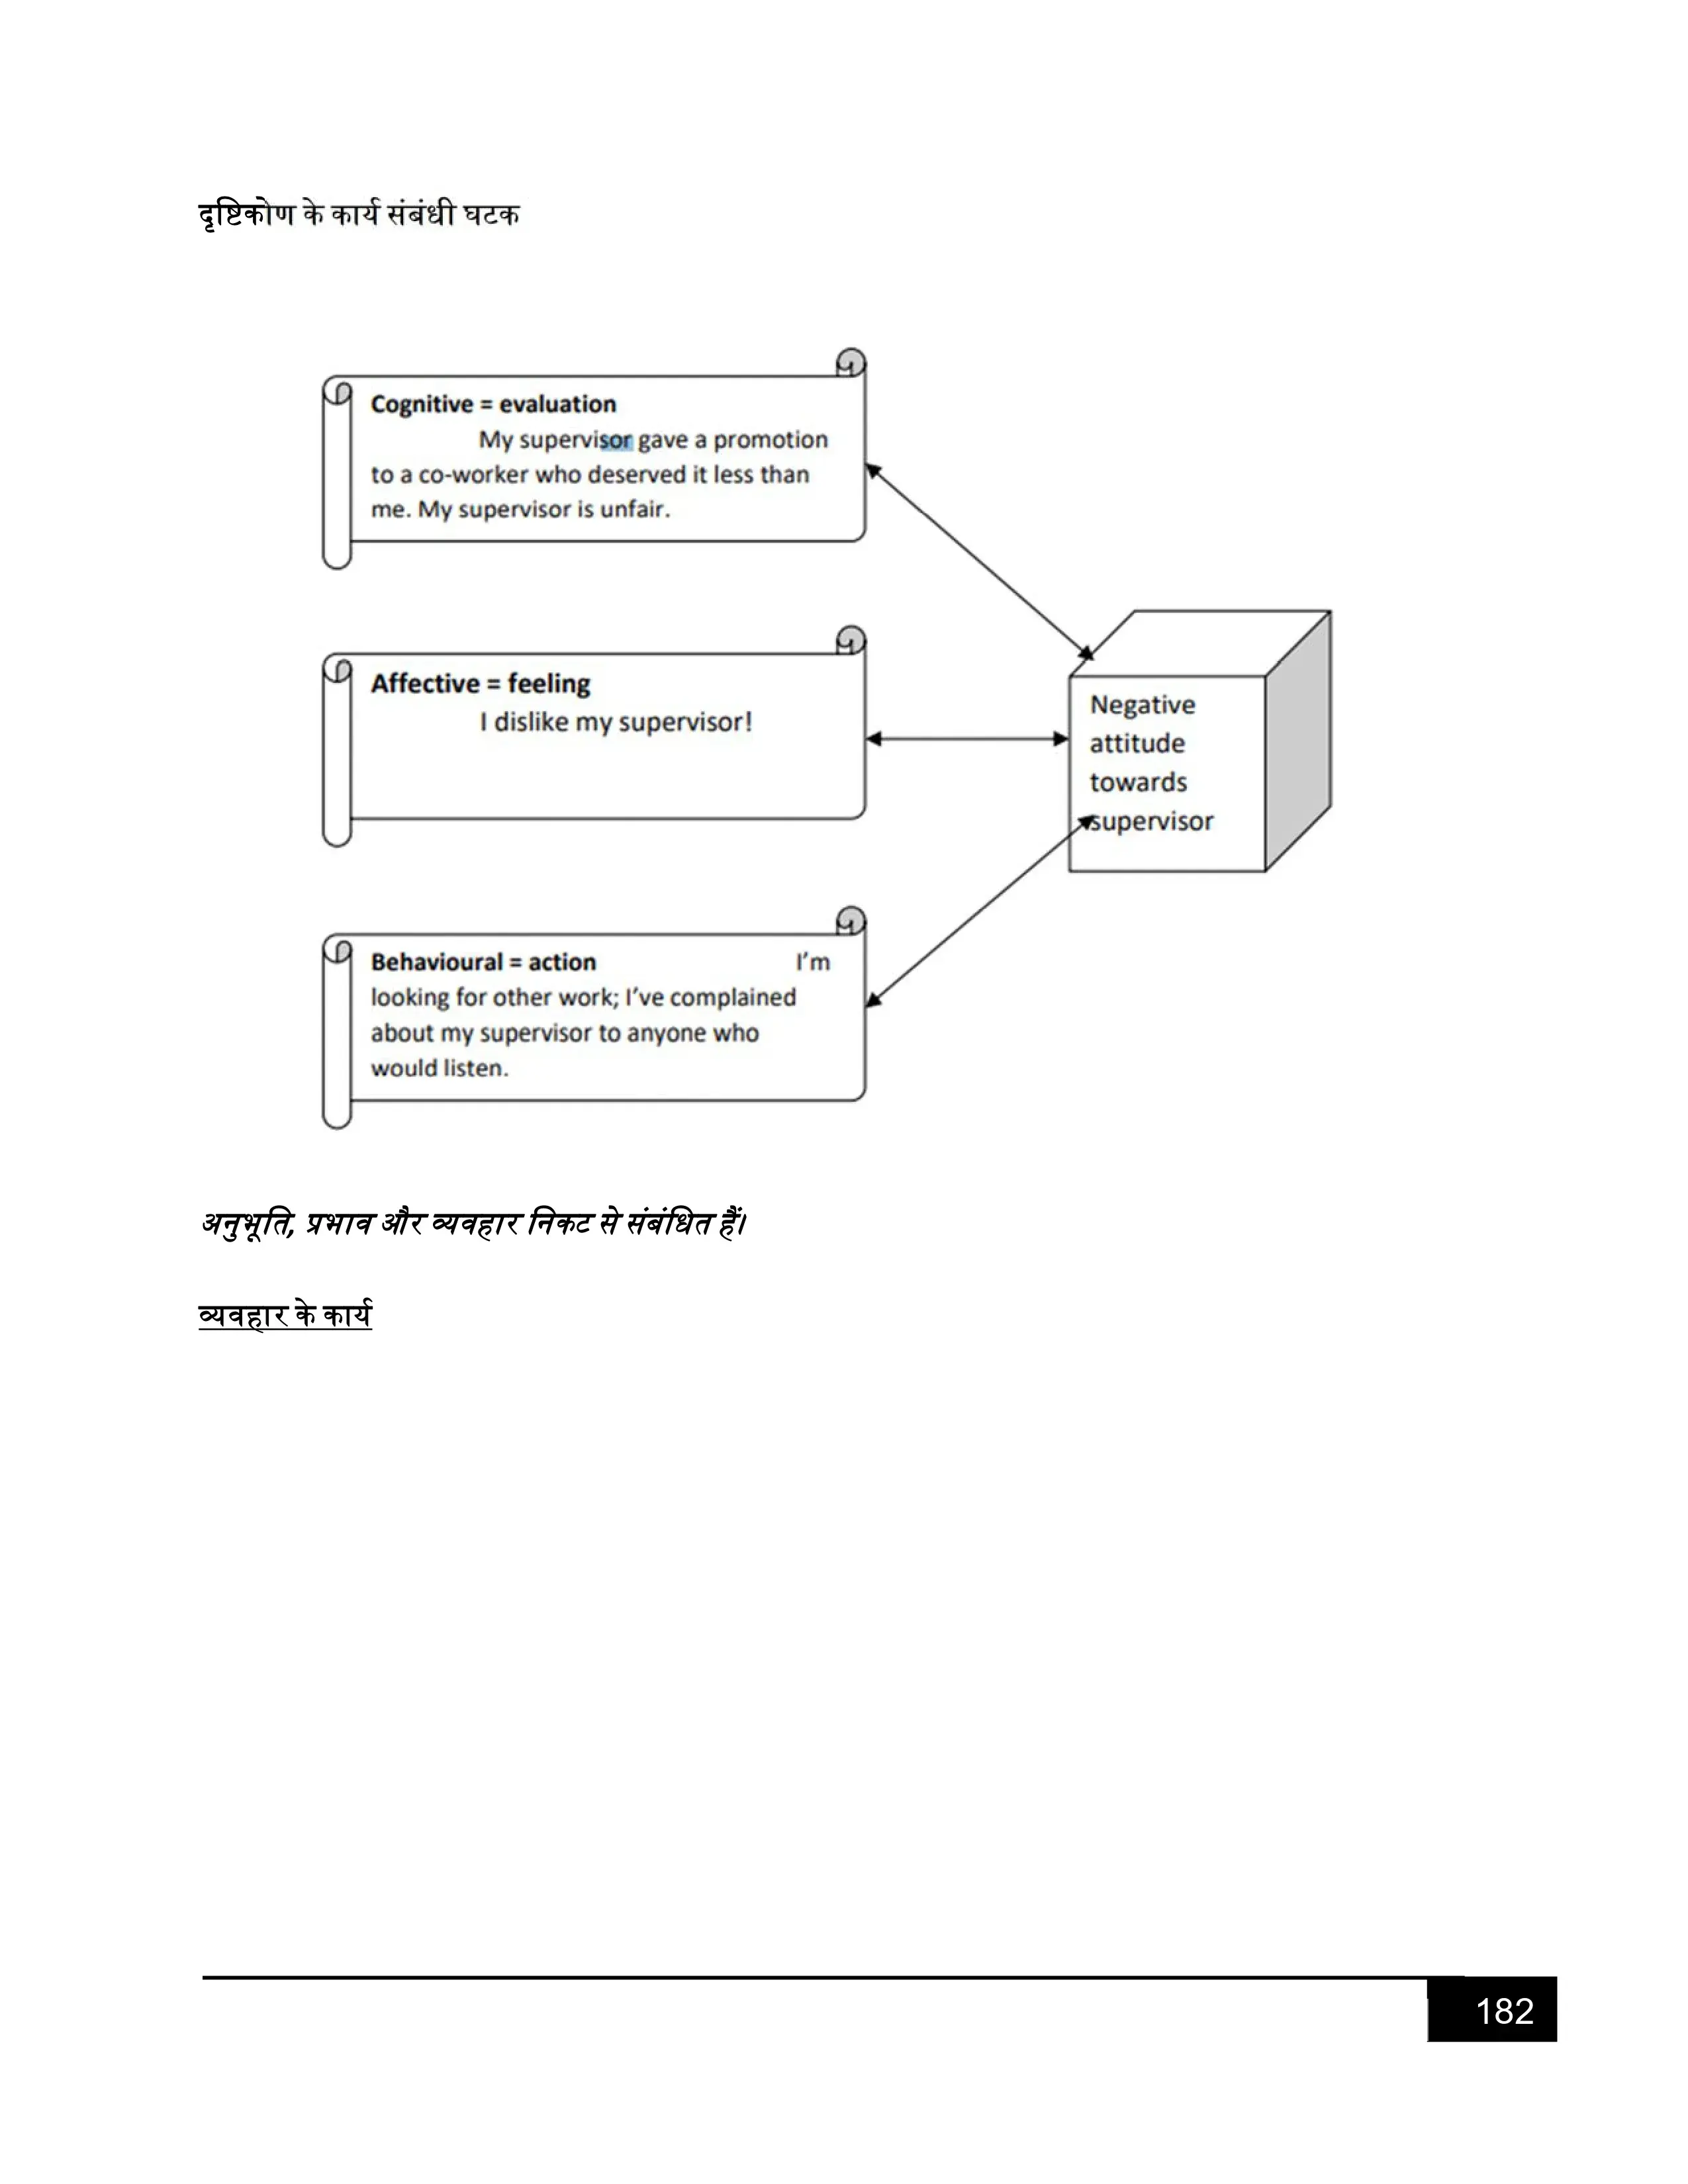 दृष्टिकोण के कार्य संबंधी घटक
Cognitive = evaluation
My supervisor gave a promotion
to a co-worker who deserved it less than
me. My supervisor is unfair.
Affective = feeling
I dislike my supervisor!
Negative
attitude
towards
supervisor
Behavioural = action I’m
looking for other work; I’ve complained
about my supervisor to anyone who
would listen.
अनुभूति, प्रभाव और व्यवहार निकट से संबंधित हैं।
व्यवहार के कार्य
182